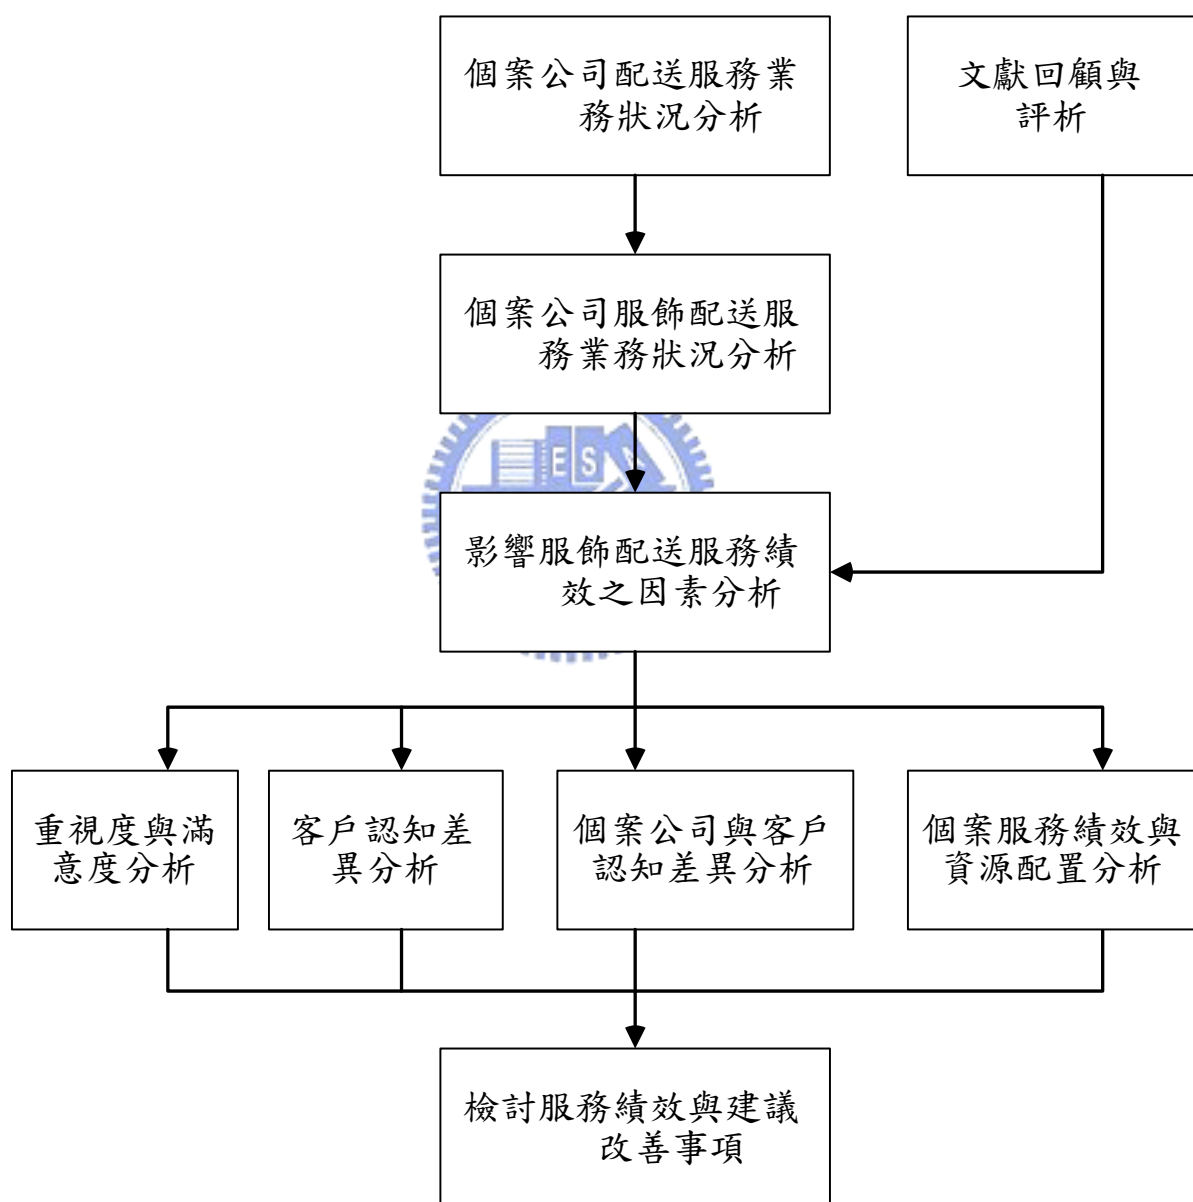 個案公司配送服務業
務狀況分析
文獻回顧與
評析
個案公司服飾配送服
務業務狀況分析
ES
影響服飾配送服務績
效之因素分析
重視度與滿
意度分析
客戶認知差
異分析
個案公司與客戶
認知差異分析
個案服務績效與
資源配置分析
檢討服務績效與建議
改善事項